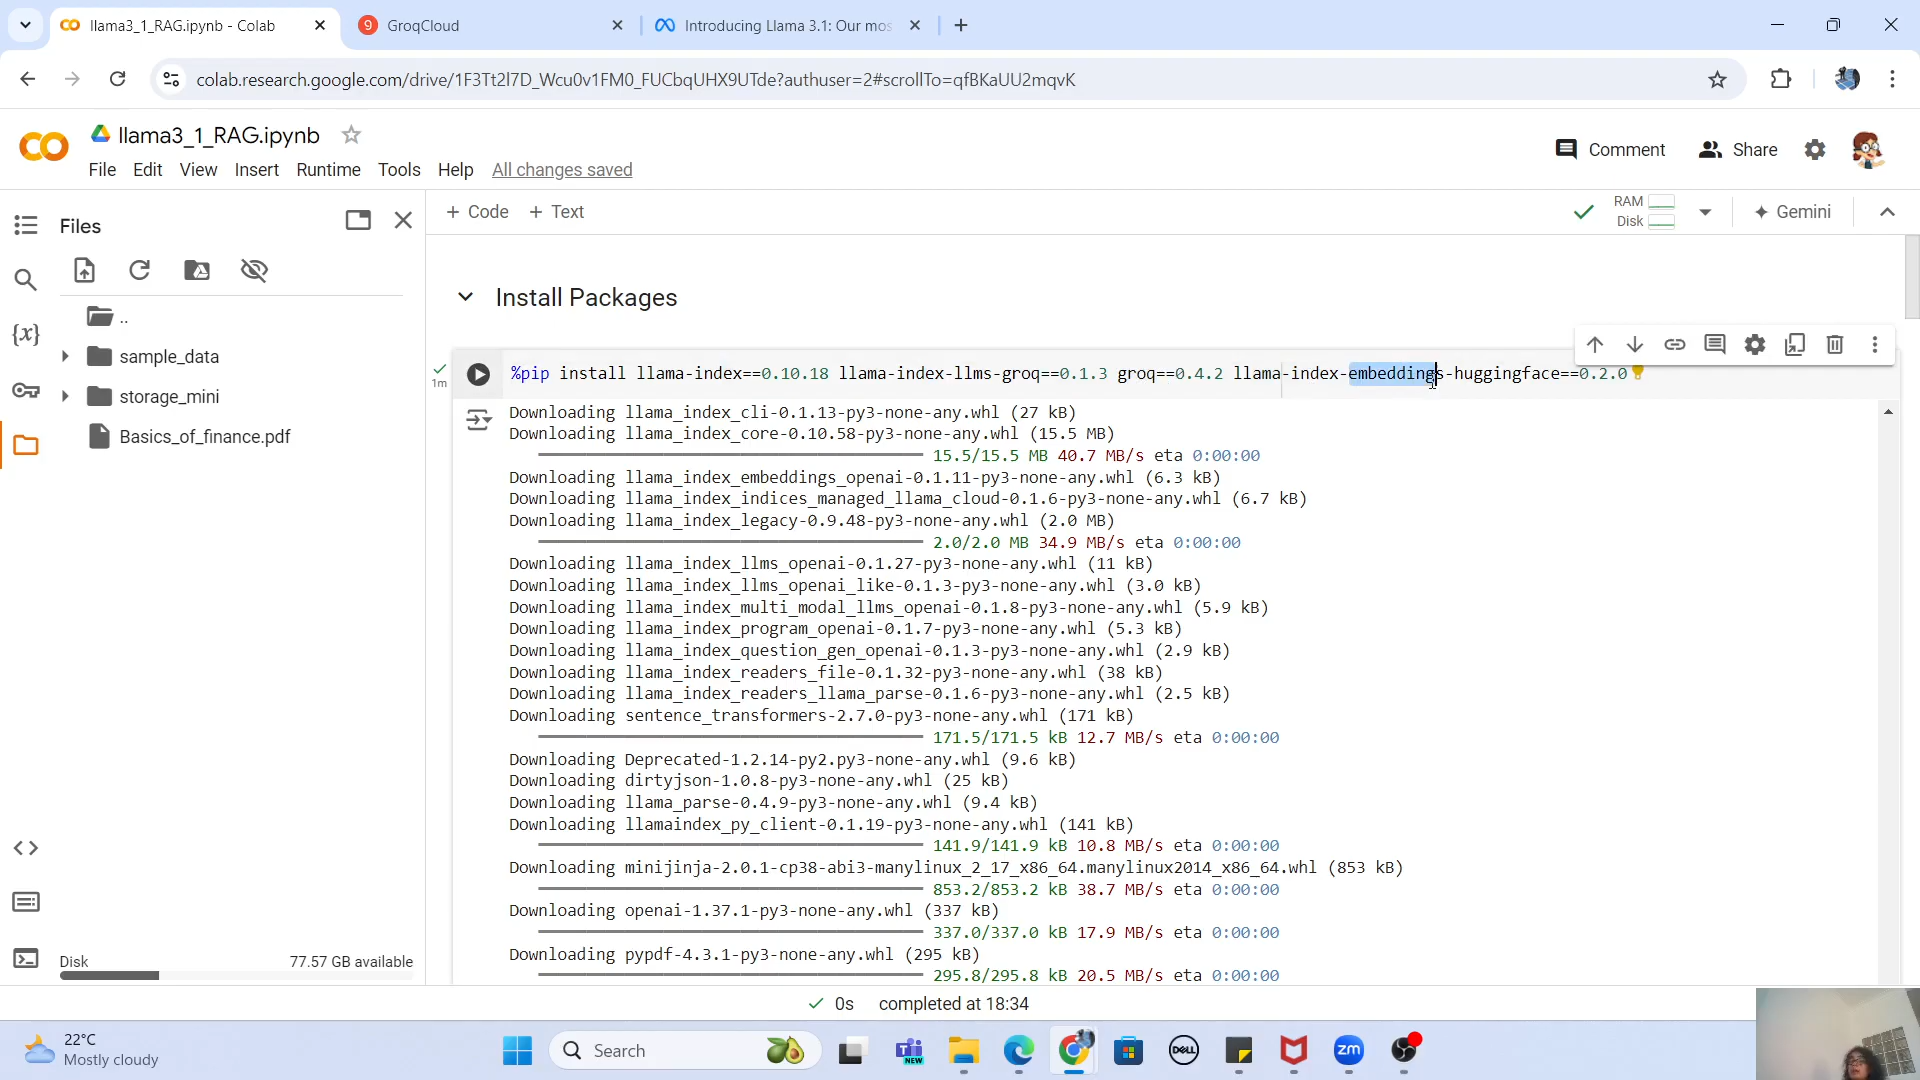 llama3_1_RAG.ipynb - Colab
GroqCloud
Introducing Llama 3.1: Our mos
colab.research.google.com/drive/1F3Tt2l7D_Wcu0v1FM0_FUCbqUHX9UTde?authuser=2#scrollTo=qfBKaUU2mqvK
llama3_1_RAG.ipynb
Comment
Share
File Edit View Insert Runtime Tools Help All changes saved
Files
+ Code + Text
RAM
Disk
Gemini
..
sample_data
storage_mini
Basics_of_finance.pdf
Install Packages
1m
%pip install llama-index==0.10.18 llama-index-llms-groq==0.1.3 groq==0.4.2 llama-index-embeddings-huggingface==0.2.0
Downloading llama_index_cli-0.1.13-py3-none-any.whl (27 kB)
Downloading llama_index_core-0.10.58-py3-none-any.whl (15.5 MB)
15.5/15.5 MB 40.7 MB/s eta 0:00:00
Downloading llama_index_embeddings_openai-0.1.11-py3-none-any.whl (6.3 kB)
Downloading llama_index_indices_managed_llama_cloud-0.1.6-py3-none-any.whl (6.7 kB)
Downloading llama_index_legacy-0.9.48-py3-none-any.whl (2.0 MB)
2.0/2.0 MB 34.9 MB/s eta 0:00:00
Downloading llama_index_llms_openai-0.1.27-py3-none-any.whl (11 kB)
Downloading llama_index_llms_openai_like-0.1.3-py3-none-any.whl (3.0 kB)
Downloading llama_index_multi_modal_llms_openai-0.1.8-py3-none-any.whl (5.9 kB)
Downloading llama_index_program_openai-0.1.7-py3-none-any.whl (5.3 kB)
Downloading llama_index_question_gen_openai-0.1.3-py3-none-any.whl (2.9 kB)
Downloading llama_index_readers_file-0.1.32-py3-none-any.whl (38 kB)
Downloading llama_index_readers_llama_parse-0.1.6-py3-none-any.whl (2.5 kB)
Downloading sentence_transformers-2.7.0-py3-none-any.whl (171 kB)
171.5/171.5 kB 12.7 MB/s eta 0:00:00
Downloading Deprecated-1.2.14-py2.py3-none-any.whl (9.6 kB)
Downloading dirtyjson-1.0.8-py3-none-any.whl (25 kB)
Downloading llama_parse-0.4.9-py3-none-any.whl (9.4 kB)
Downloading llamaindex_py_client-0.1.19-py3-none-any.whl (141 kB)
141.9/141.9 kB 10.8 MB/s eta 0:00:00
Downloading minijinja-2.0.1-cp38-abi3-manylinux_2_17_x86_64.manylinux2014_x86_64.whl (853 kB)
853.2/853.2 kB 38.7 MB/s eta 0:00:00
Downloading openai-1.37.1-py3-none-any.whl (337 kB)
337.0/337.0 kB 17.9 MB/s eta 0:00:00
Downloading pypdf-4.3.1-py3-none-any.whl (295 kB)
295.8/295.8 kB 20.5 MB/s eta 0:00:00
Disk 77.57 GB available
0s completed at 18:34
22°C
Mostly cloudy
Search
NEW
DELL
zm